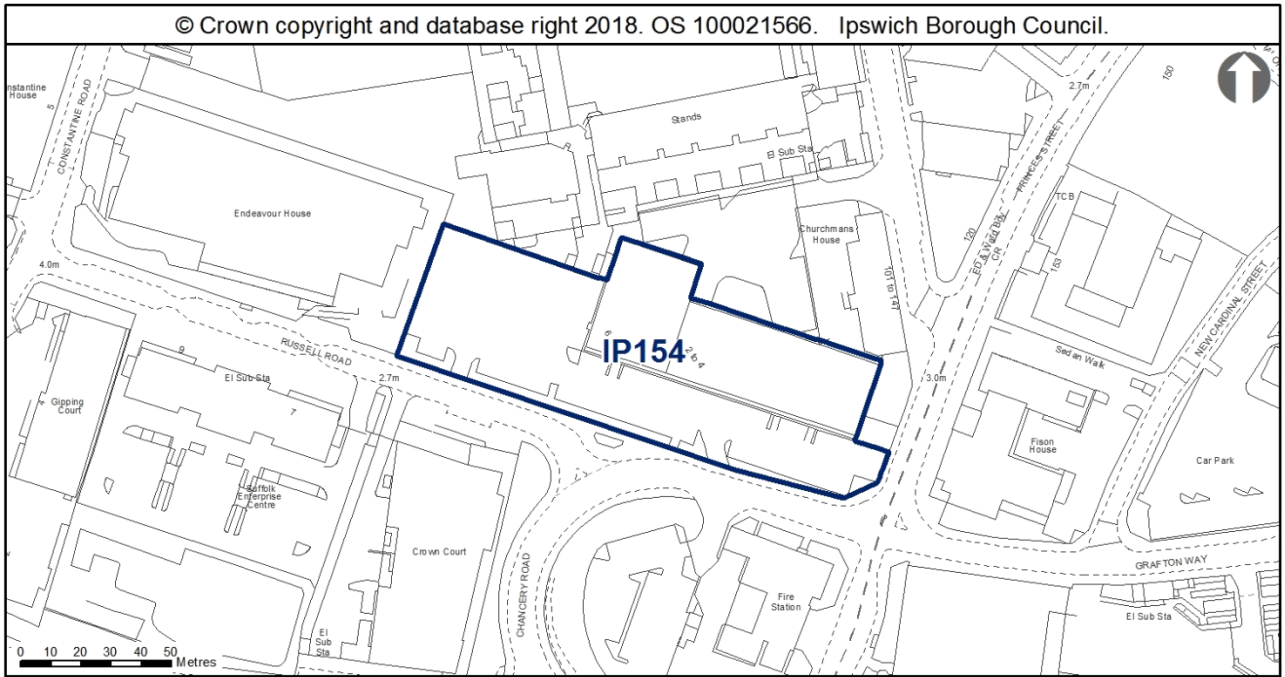 © Crown copyright and database right 2018. OS 100021566. Ipswich Borough Council.
nstantine
House
5
CONSTANTINE ROAD
Stands
El Sub Sta
150
2.7m
PRINCES STREET
TCB
Endeavour House
Churchmans
House
120
ED & Ward Bdy
CR
153
101 to 147
NEW CARDINAL STREET
4.0m
RUSSELL ROAD
6
IP154
2 to 4
Sedan Walk
3.0m
2.7m
9
El Sub Sta
7
4
Gipping
Court
Fison
House
Car Park
Suffolk
Enterprise
Centre
Crown Court
CHANCERY ROAD
GRAFTON WAY
Fire
Station
El Sub Sta
El
Sub
Sta
0 10 20 30 40 50
Metres